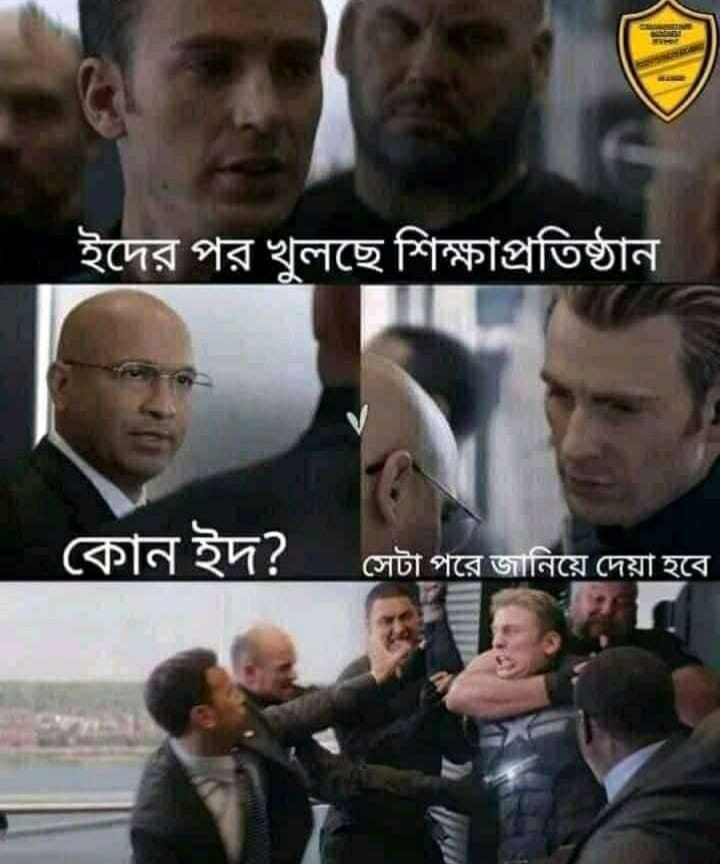 ইদের পর খুলছে শিক্ষাপ্রতিষ্ঠান
কোন ইদ?
সেটা পরে জানিয়ে দেয়া হবে